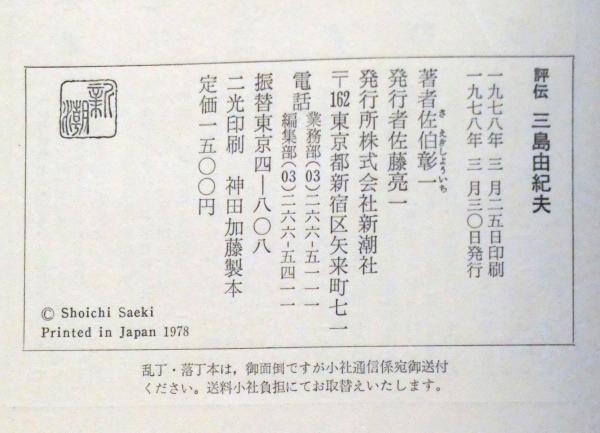 評伝 三島由紀夫
一九七八年 三月二五日印刷
一九七八年 三月三〇日発行
著者佐伯彰一
さえきしょういち
発行者佐藤亮一
発行所株式会社新潮社
〒162東京都新宿区矢来町七一
電話 業務部(03)二六六-五一一一
編集部(03)二六六-五四一一
振替東京四—八〇八
二光印刷 神田加藤製本
定価一五〇〇円
新潮
© Shoichi Saeki
Printed in Japan 1978
乱丁・落丁本は,御面倒ですが小社通信係宛御送付
ください。送料小社負担にてお取替えいたします。